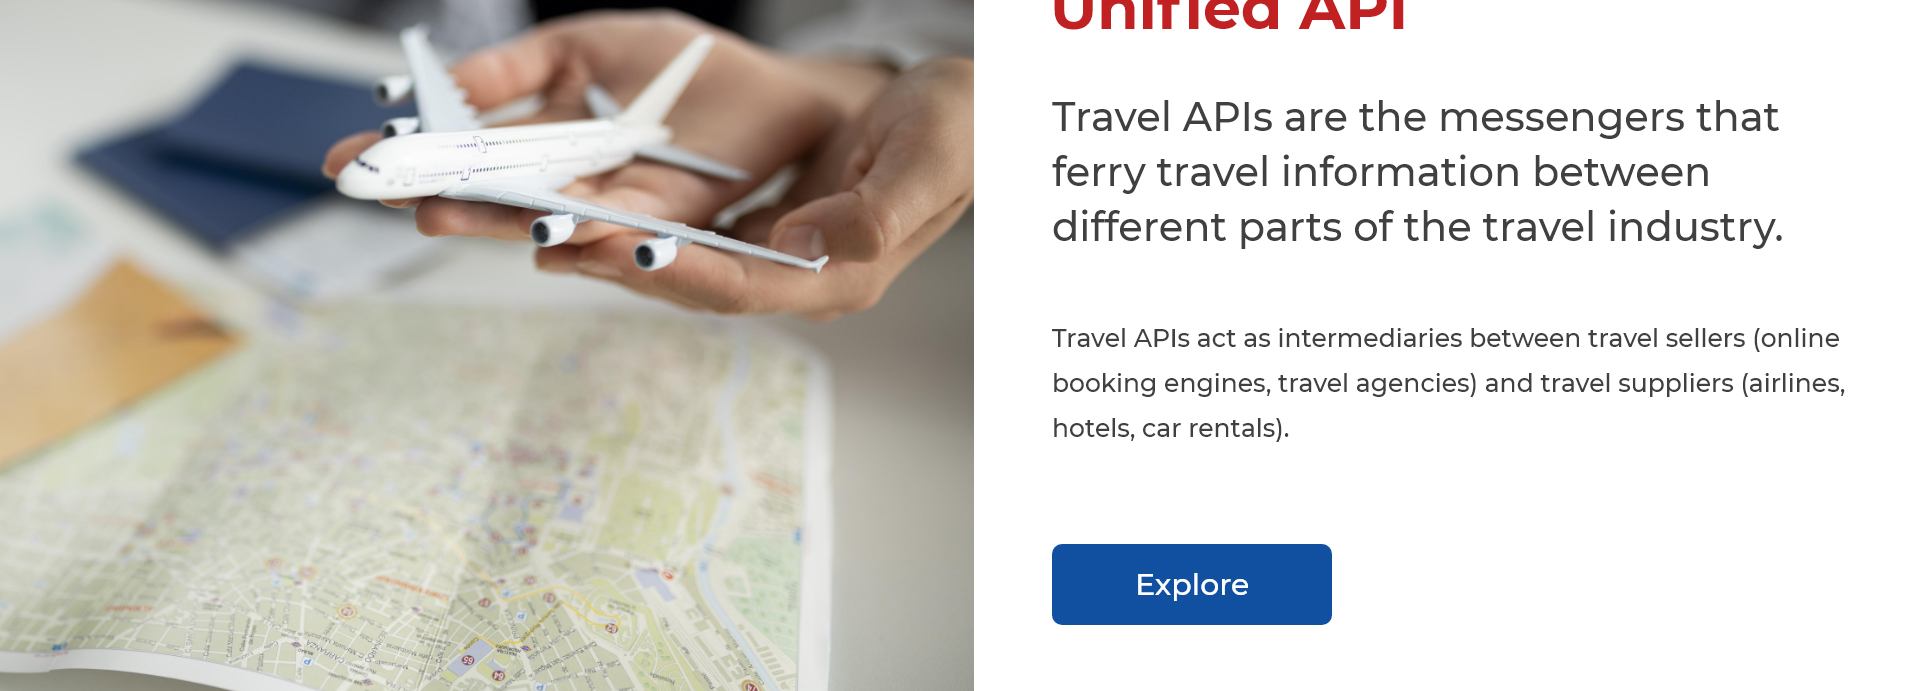 Unified API
Travel APIs are the messengers that
ferry travel information between
different parts of the travel industry.
Travel APIs act as intermediaries between travel sellers (online
booking engines, travel agencies) and travel suppliers (airlines,
hotels, car rentals).
Explore